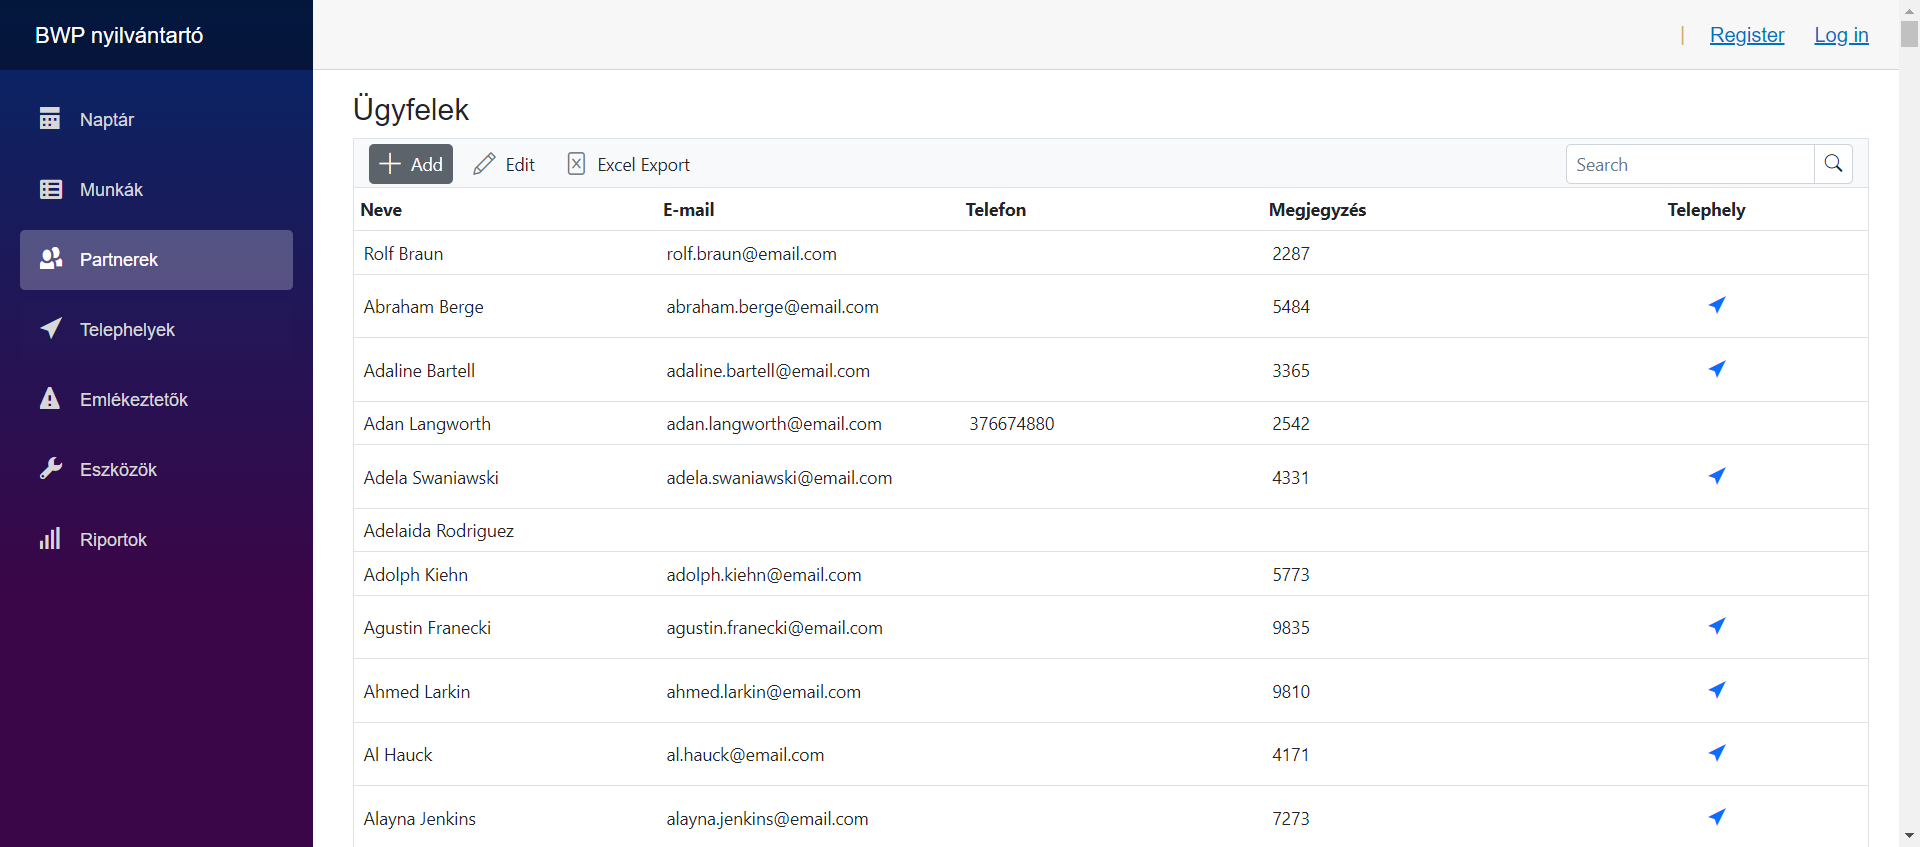 BWP nyilvántartó
| Register Log in
Naptár
Munkák
Partnerek
Telephelyek
Emlékeztetők
Eszközök
Riportok
Ügyfelek
Add Edit Excel Export Search
Neve E-mail Telefon Megjegyzés Telephely
Rolf Braun rolf.braun@email.com 2287
Abraham Berge abraham.berge@email.com 5484
Adaline Bartell adaline.bartell@email.com 3365
Adan Langworth adan.langworth@email.com 376674880 2542
Adela Swaniawski adela.swaniawski@email.com 4331
Adelaida Rodriguez
Adolph Kiehn adolph.kiehn@email.com 5773
Agustin Franecki agustin.franecki@email.com 9835
Ahmed Larkin ahmed.larkin@email.com 9810
Al Hauck al.hauck@email.com 4171
Alayna Jenkins alayna.jenkins@email.com 7273